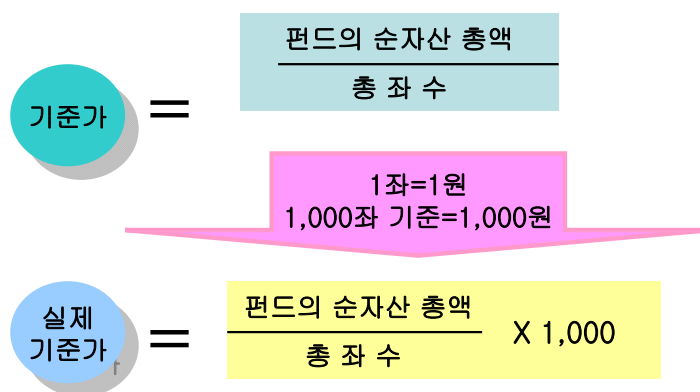 펀드의 순자산 총액
기준가 =
총 좌 수
1좌=1원
1,000좌 기준=1,000원
펀드의 순자산 총액
실제
기준가 = X 1,000
총 좌 수